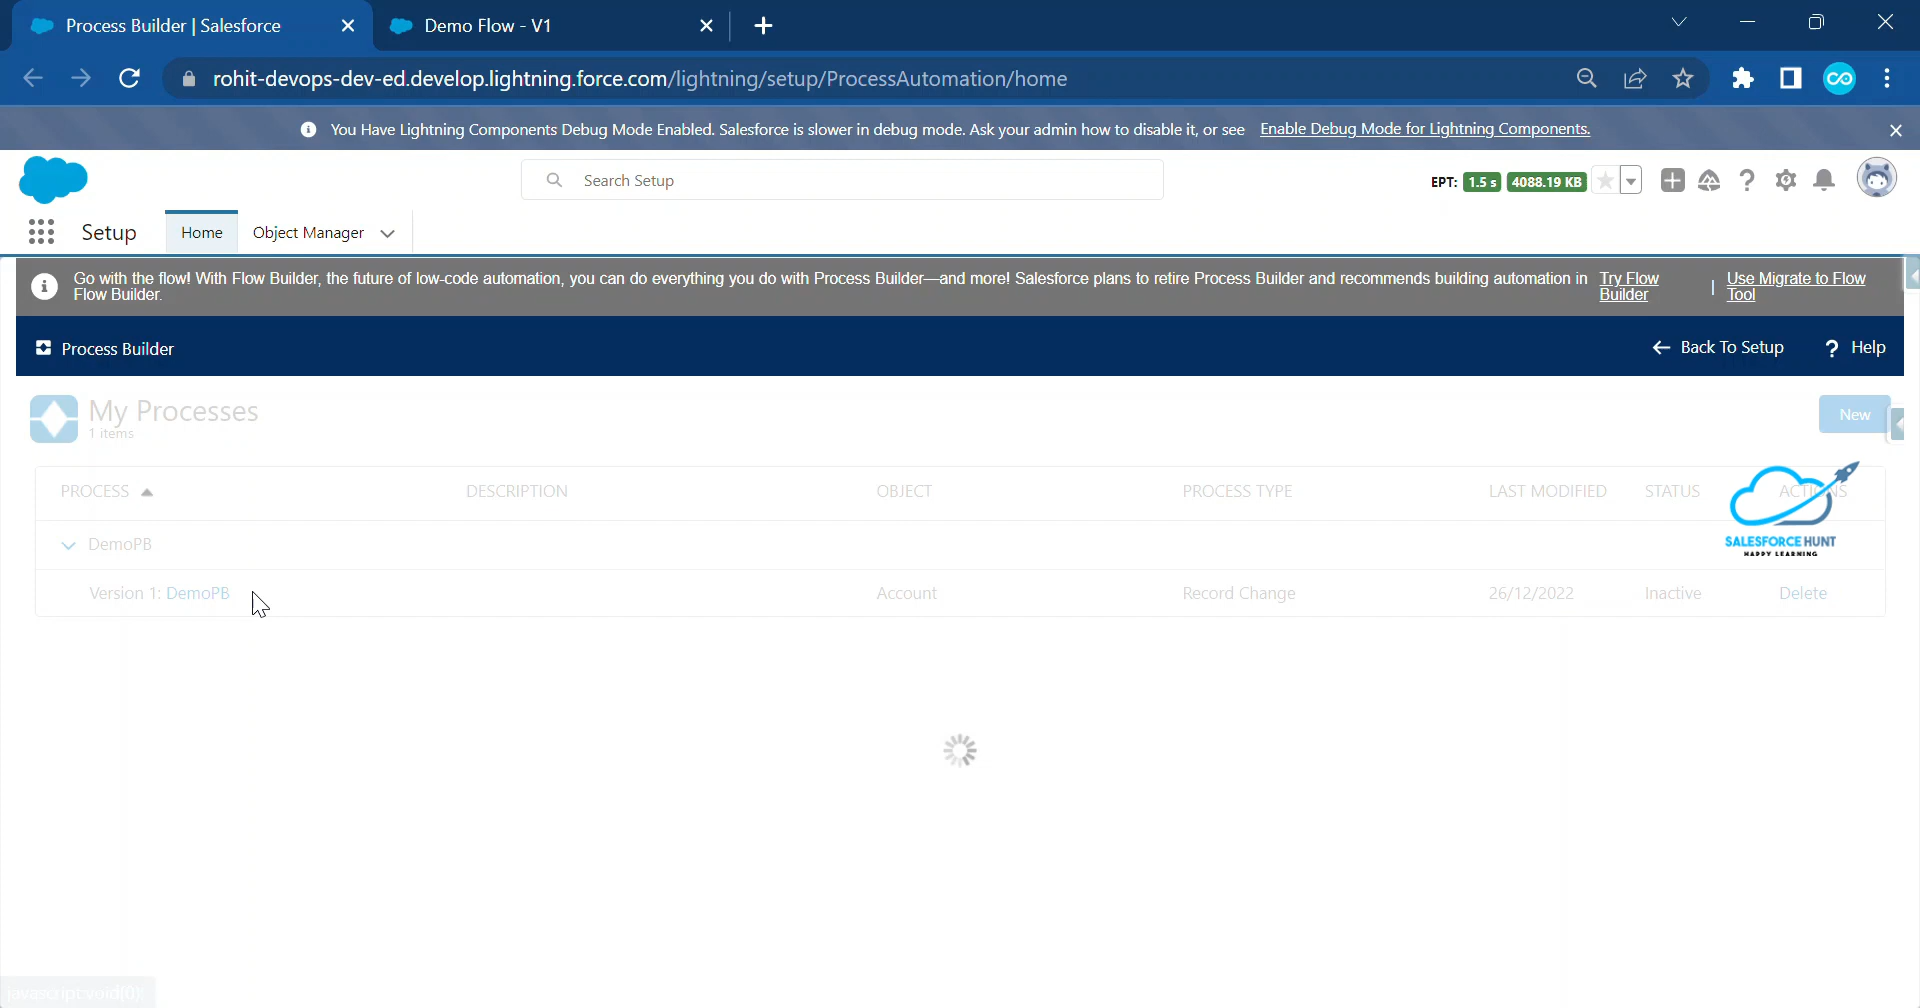 Process Builder | Salesforce
Demo Flow - V1
rohit-devops-dev-ed.develop.lightning.force.com/lightning/setup/ProcessAutomation/home
You Have Lightning Components Debug Mode Enabled. Salesforce is slower in debug mode. Ask your admin how to disable it, or see Enable Debug Mode for Lightning Components.
Search Setup
EPT: 1.5 s 4088.19 KB
Setup Home Object Manager
Go with the flow! With Flow Builder, the future of low-code automation, you can do everything you do with Process Builder—and more! Salesforce plans to retire Process Builder and recommends building automation in
Flow Builder.
Try Flow
Builder
|
Use Migrate to Flow
Tool
Process Builder
Back To Setup
? Help
My Processes
1 items
New
PROCESS DESCRIPTION OBJECT PROCESS TYPE LAST MODIFIED STATUS ACTIONS
SALESFORCE HUNT
HAPPY LEARNING
DemoPB
Version 1: DemoPB Account Record Change 26/12/2022 Inactive Delete
javascript:void(0);